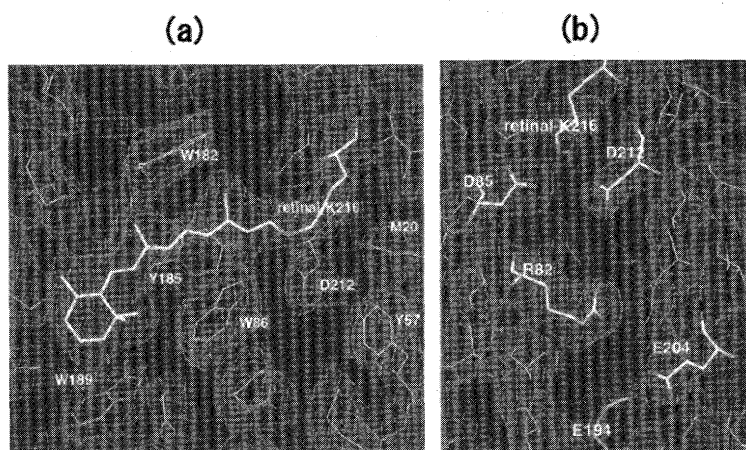 (a)
(b)
W182
retinal-K216
M20
Y185
D212
W86
Y57
W189
retinal-K216
D212
D85
R82
E204
E194